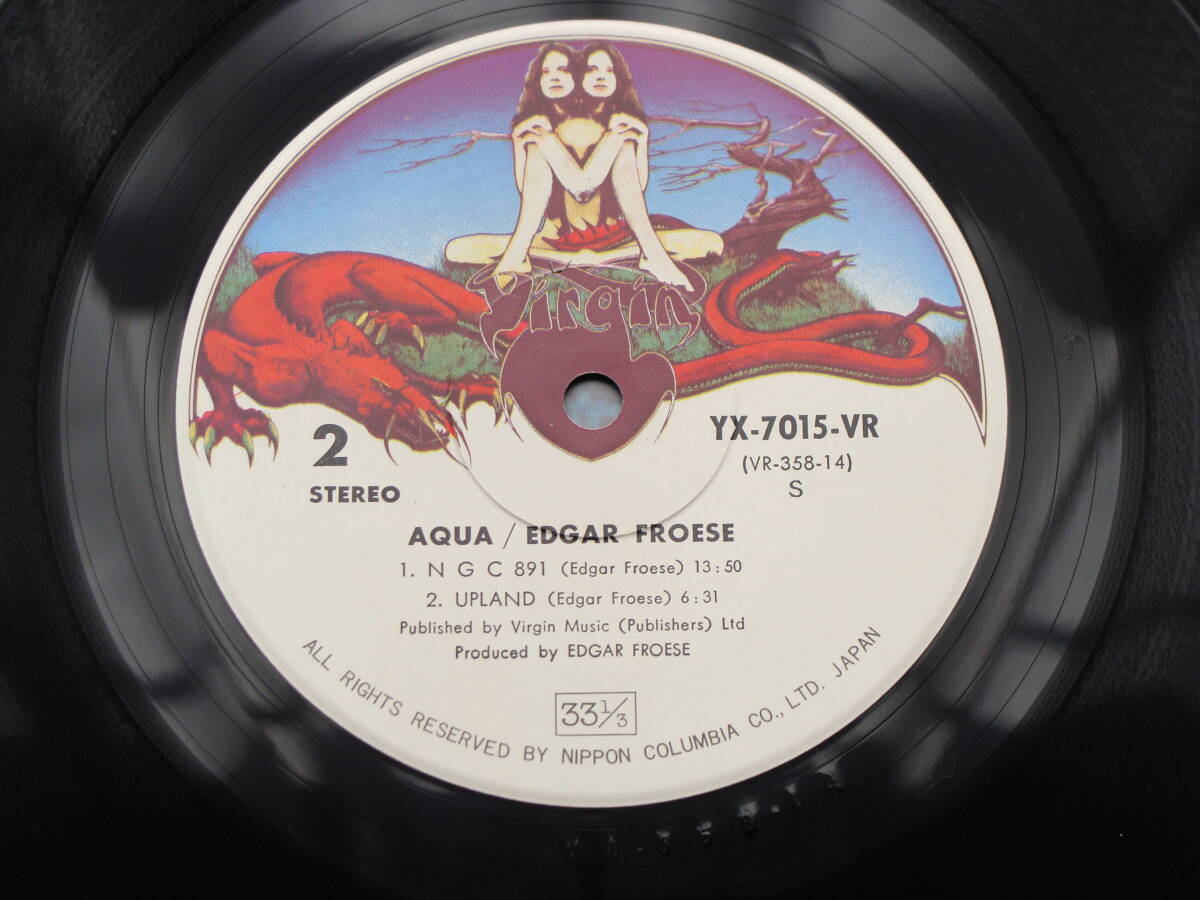 Virgin
2
STEREO
YX-7015-VR
(VR-358-14)
S
AQUA / EDGAR FROESE
1. N G C 891 (Edgar Froese) 13:50
2. UPLAND (Edgar Froese) 6:31
Published by Virgin Music (Publishers) Ltd
Produced by EDGAR FROESE
33 1/3
ALL RIGHTS RESERVED BY NIPPON COLUMBIA CO., LTD. JAPAN